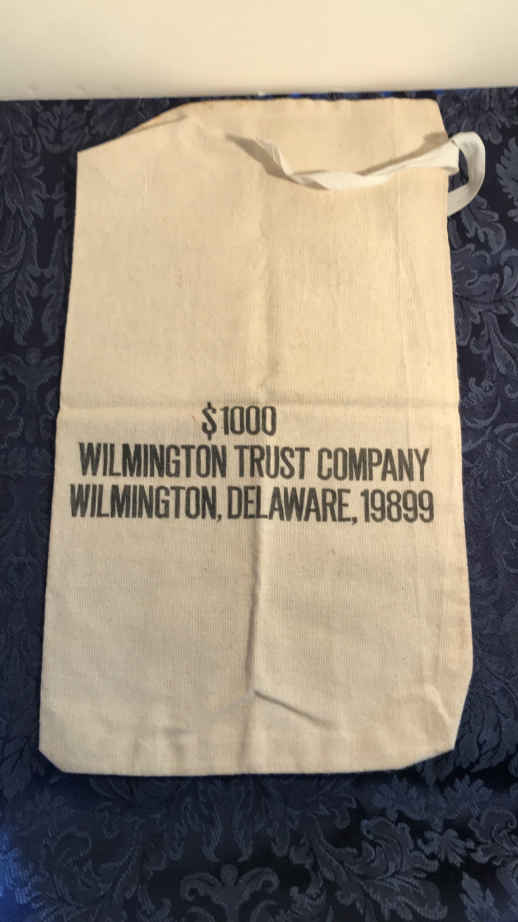 $1000
WILMINGTON TRUST COMPANY
WILMINGTON, DELAWARE, 19899